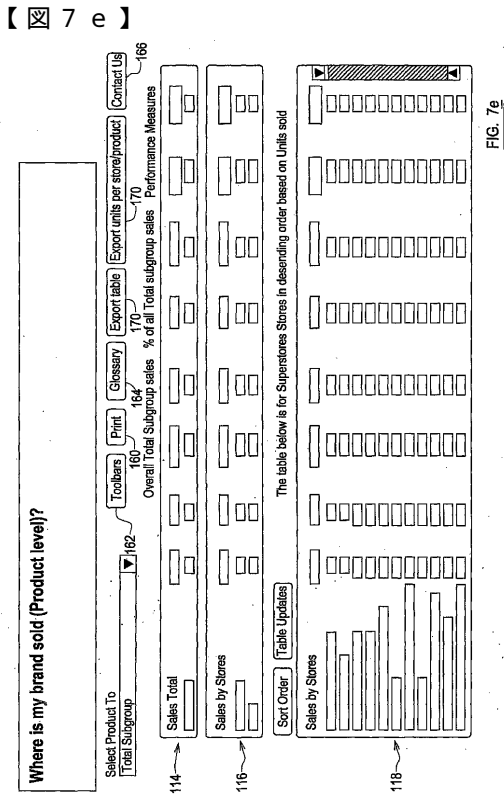 【図7e】
Where is my brand sold (Product level)?
Select Product To
Total Subgroup
162
Toolbars
Print
160
Glossary
164
Export table
170
Export units per store/product
170
Contact Us
166
Overall Total Subgroup sales
% of all Total subgroup sales
Performance Measures
114
Sales Total
116
Sales by Stores
Sort Order
Table Updates
The table below is for Superstores Stores in desending order based on Units sold
118
Sales by Stores
FIG. 7e